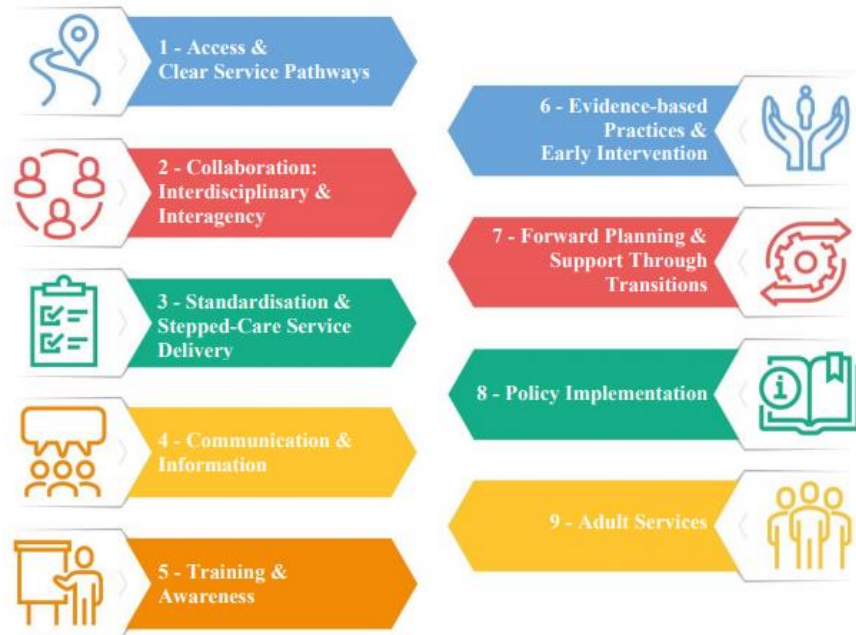 1 - Access &
Clear Service Pathways
2 - Collaboration:
Interdisciplinary &
Interagency
3 - Standardisation &
Stepped-Care Service
Delivery
4 - Communication &
Information
5 - Training &
Awareness
6 - Evidence-based
Practices &
Early Intervention
7 - Forward Planning &
Support Through
Transitions
8 - Policy Implementation
9 - Adult Services